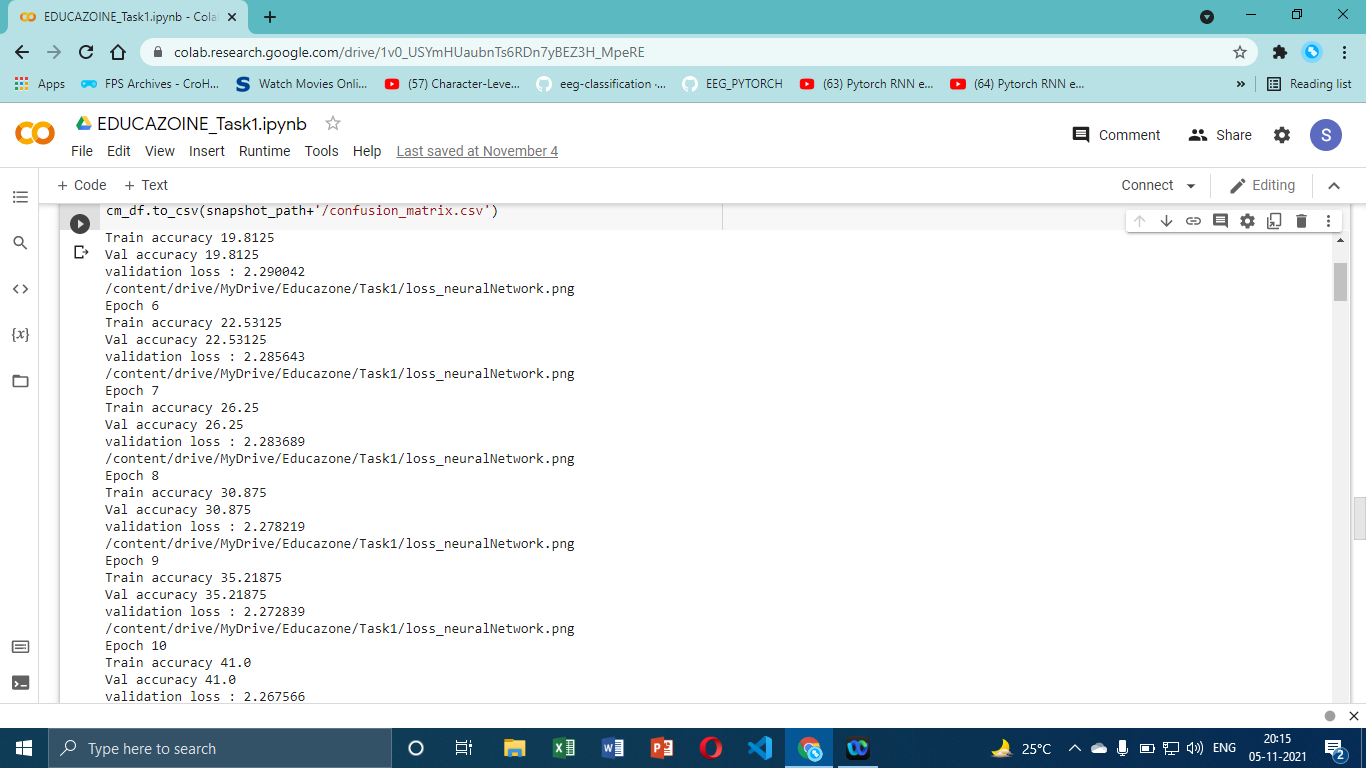 EDUCAZOINE_Task1.ipynb - Cola
colab.research.google.com/drive/1v0_USYmHUaubnTs6RDn7yBEZ3H_MpeRE
Apps FPS Archives - CroH... Watch Movies Onli... (57) Character-Leve... eeg-classification -... EEG_PYTORCH (63) Pytorch RNN e... (64) Pytorch RNN e... » Reading list
EDUCAZOINE_Task1.ipynb Comment Share S
File Edit View Insert Runtime Tools Help Last saved at November 4
+ Code + Text Connect Editing
cm_df.to_csv(snapshot_path+'/confusion_matrix.csv')
Train accuracy 19.8125
Val accuracy 19.8125
validation loss : 2.290042
/content/drive/MyDrive/Educazone/Task1/loss_neuralNetwork.png
Epoch 6
Train accuracy 22.53125
Val accuracy 22.53125
validation loss : 2.285643
/content/drive/MyDrive/Educazone/Task1/loss_neuralNetwork.png
Epoch 7
Train accuracy 26.25
Val accuracy 26.25
validation loss : 2.283689
/content/drive/MyDrive/Educazone/Task1/loss_neuralNetwork.png
Epoch 8
Train accuracy 30.875
Val accuracy 30.875
validation loss : 2.278219
/content/drive/MyDrive/Educazone/Task1/loss_neuralNetwork.png
Epoch 9
Train accuracy 35.21875
Val accuracy 35.21875
validation loss : 2.272839
/content/drive/MyDrive/Educazone/Task1/loss_neuralNetwork.png
Epoch 10
Train accuracy 41.0
Val accuracy 41.0
validation loss : 2.267566
Type here to search 25°C ENG 20:15
05-11-2021 2